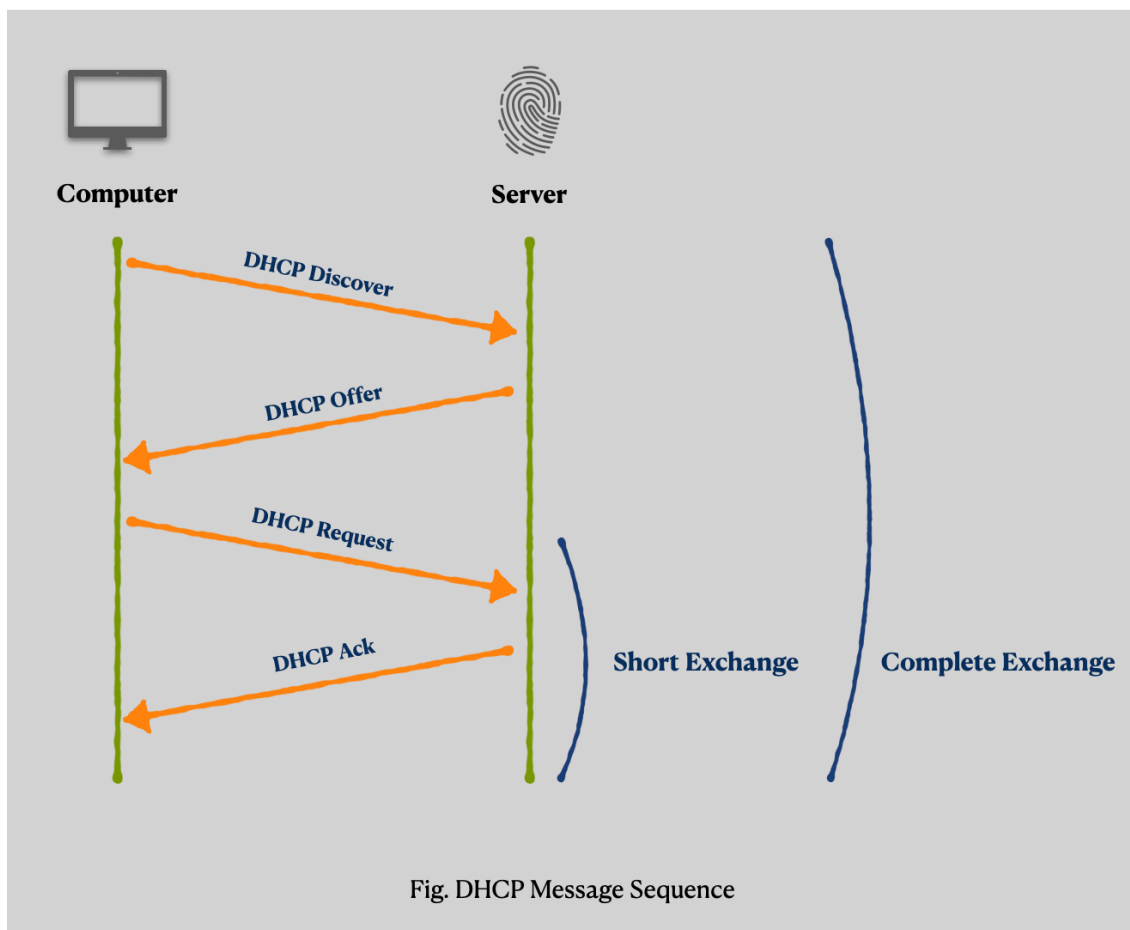 Computer
Server
DHCP Discover
DHCP Offer
DHCP Request
DHCP Ack
Short Exchange
Complete Exchange
Fig. DHCP Message Sequence